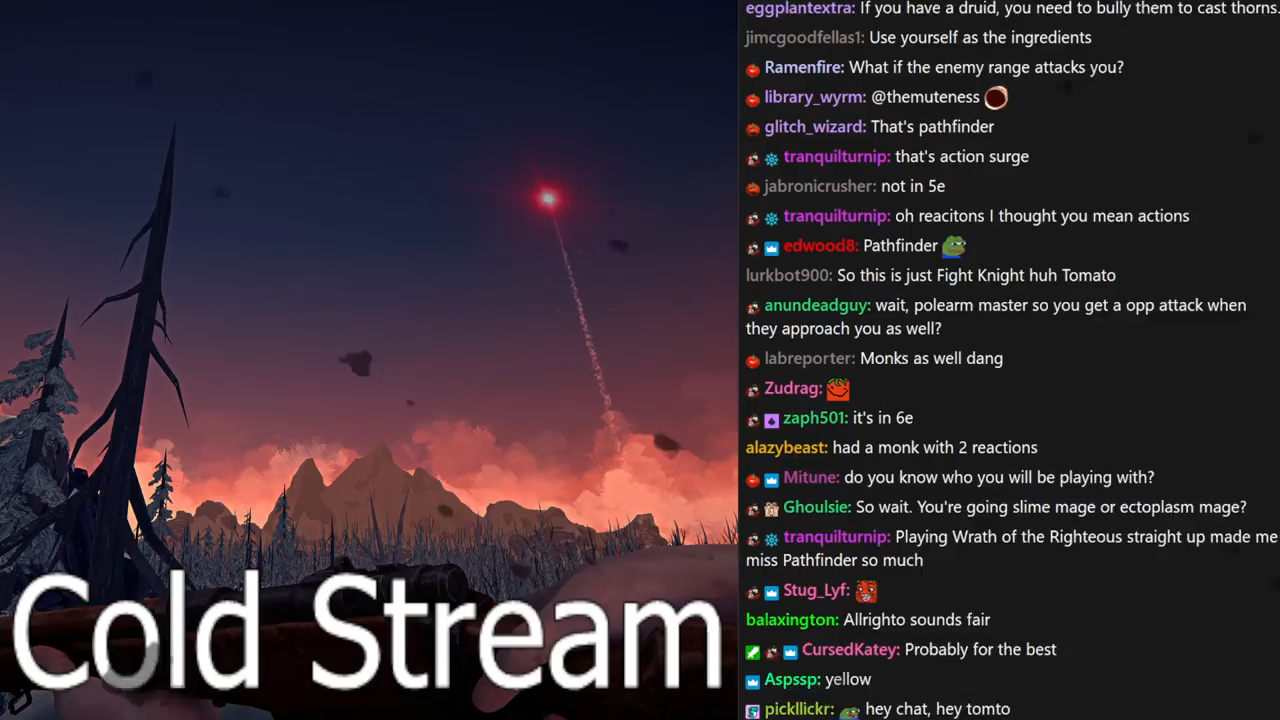 eggplantextra: If you have a druid, you need to bully them to cast thorns.
jimcgoodfellas1: Use yourself as the ingredients
Ramenfire: What if the enemy range attacks you?
library_wyrm: @themuteness
glitch_wizard: That's pathfinder
tranquilturnip: that's action surge
jabronicrusher: not in 5e
tranquilturnip: oh reacitons I thought you mean actions
edwood8: Pathfinder
lurkbot900: So this is just Fight Knight huh Tomato
anundeadguy: wait, polearm master so you get a opp attack when
they approach you as well?
labreporter: Monks as well dang
Zudrag:
zaph501: it's in 6e
alazybeast: had a monk with 2 reactions
Mitune: do you know who you will be playing with?
Ghoulsie: So wait. You're going slime mage or ectoplasm mage?
tranquilturnip: Playing Wrath of the Righteous straight up made me
miss Pathfinder so much
Stug_Lyf:
balaxington: Allrighto sounds fair
CursedKatey: Probably for the best
Aspssp: yellow
pickllickr: hey chat, hey tomto
Cold Stream